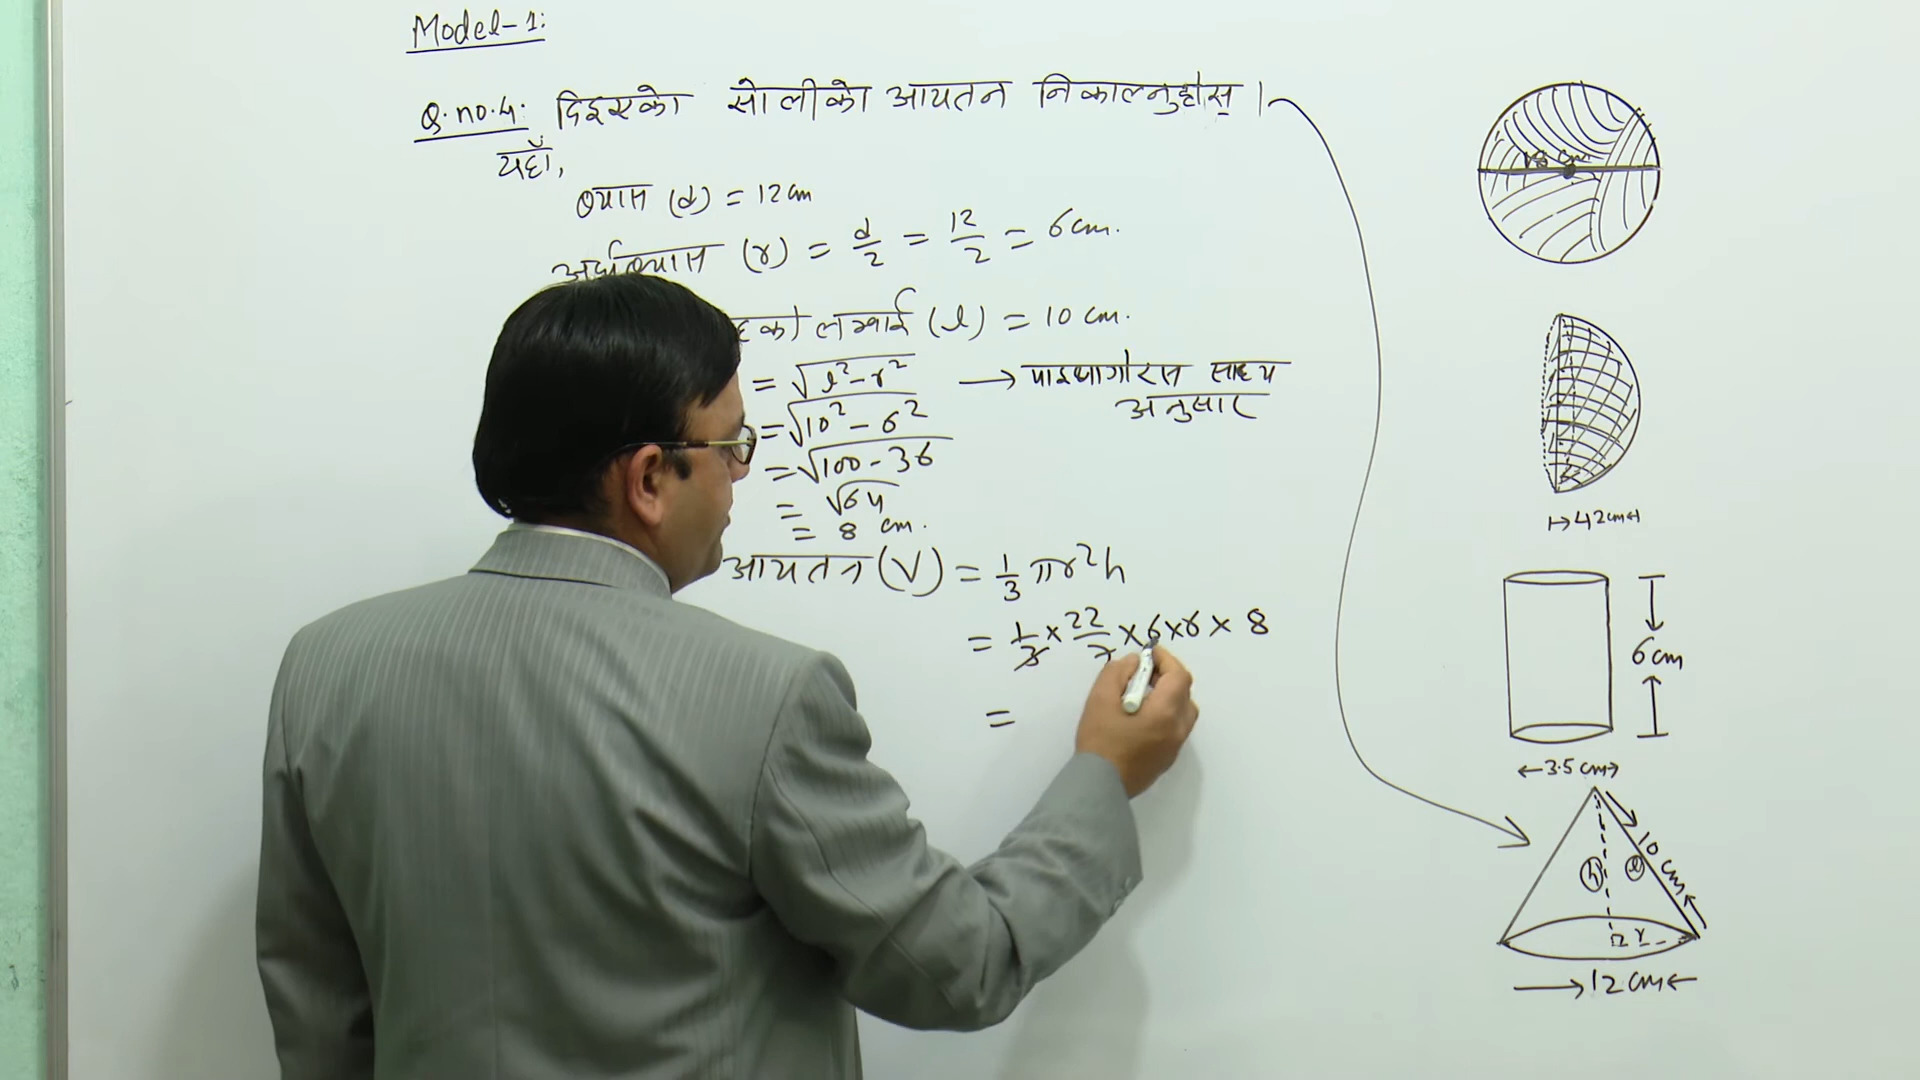 Model-1:
Q.no.4: दिइएको सोलीको आयतन निकाल्नुहोस् ।
यहाँ,
व्यास (d) = 12 cm
अर्धव्यास (r) = d/2 = 12/2 = 6 cm.
लम्बाई (l) = 10 cm.
= √l²-r² → पाइथागोरस साध्य
अनुसार
= √10² - 6²
= √100 - 36
= √64
= 8 cm.
आयतन (V) = 1/3 πr²h
= 1/3 × 22/7 × 6 × 6 × 8
=
42 cm
6 cm
3.5 cm
10 cm
h
l
r
12 cm